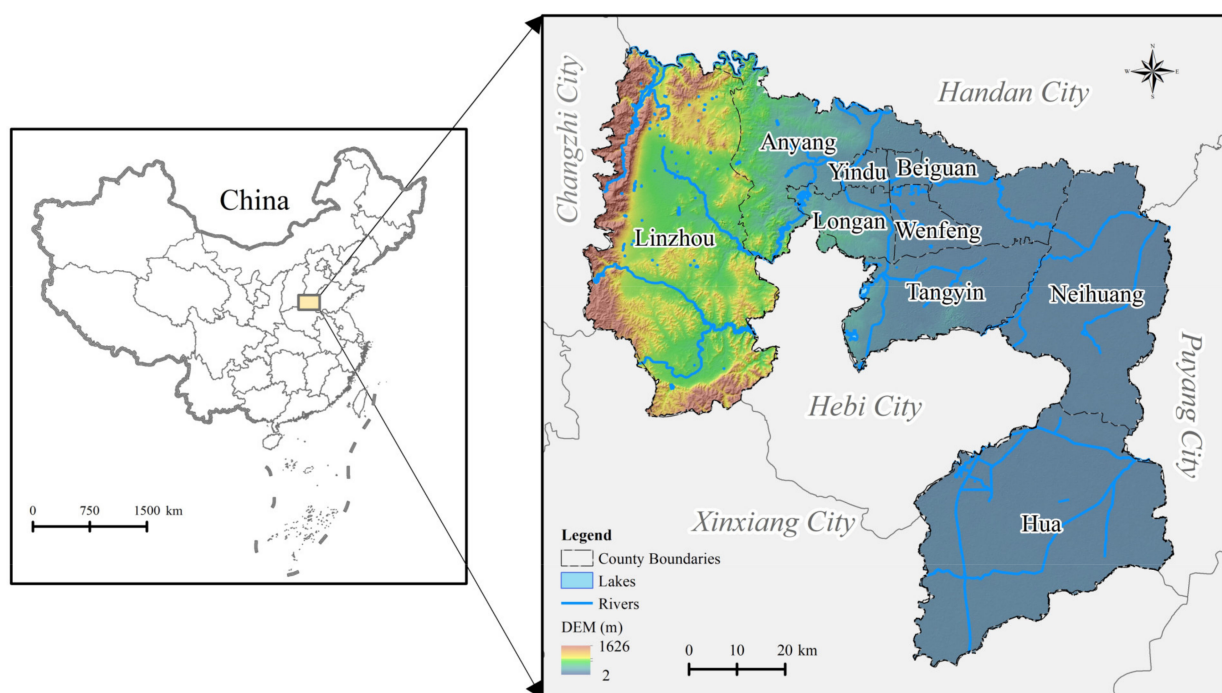 China
0 750 1500 km
Changzhi City
Handan City
N
W E
S
Anyang
Yindu
Beiguan
Linzhou
Longan
Wenfeng
Tangyin
Neihuang
Hebi City
Puyang City
Xinxiang City
Hua
Legend
County Boundaries
Lakes
Rivers
DEM (m)
1626
2
0 10 20 km